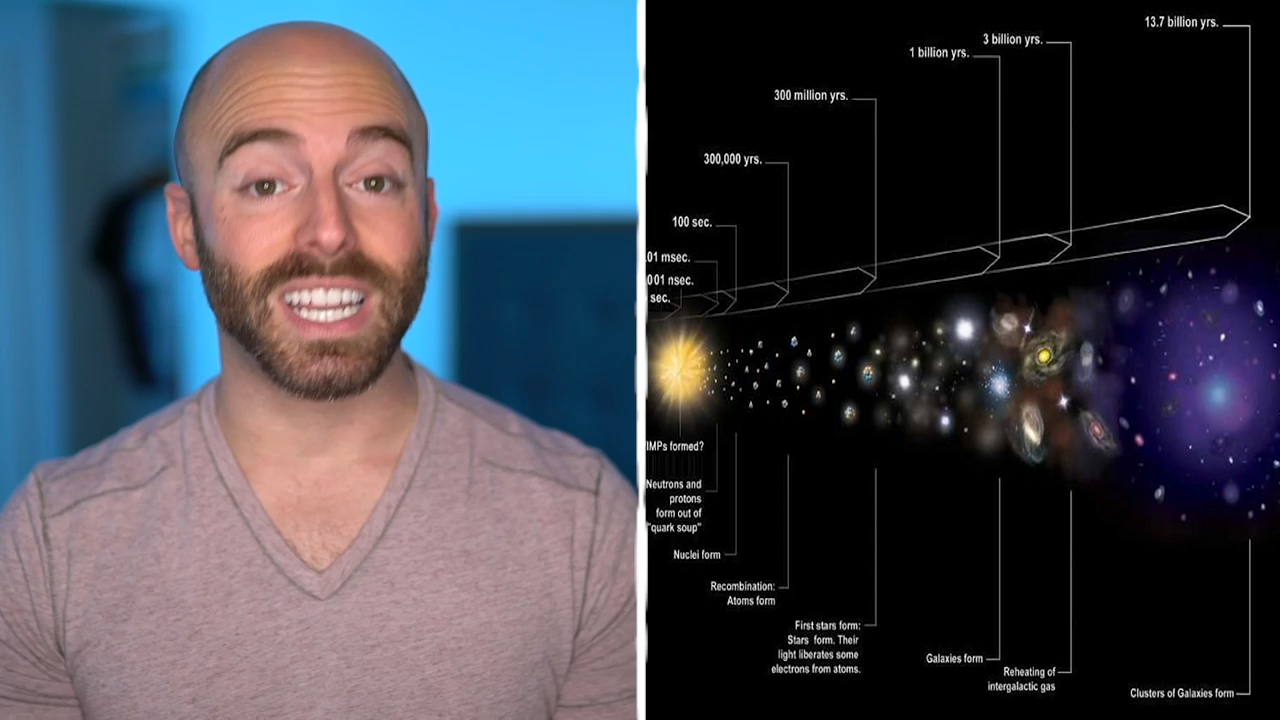 13.7 billion yrs.
3 billion yrs.
1 billion yrs.
300 million yrs.
300,000 yrs.
100 sec.
01 msec.
001 nsec.
sec.
IMPs formed?
Neutrons and
protons
form out of
"quark soup"
Nuclei form
Recombination:
Atoms form
First stars form:
Stars form. Their
light liberates some
electrons from atoms.
Galaxies form
Reheating of
intergalactic gas
Clusters of Galaxies form